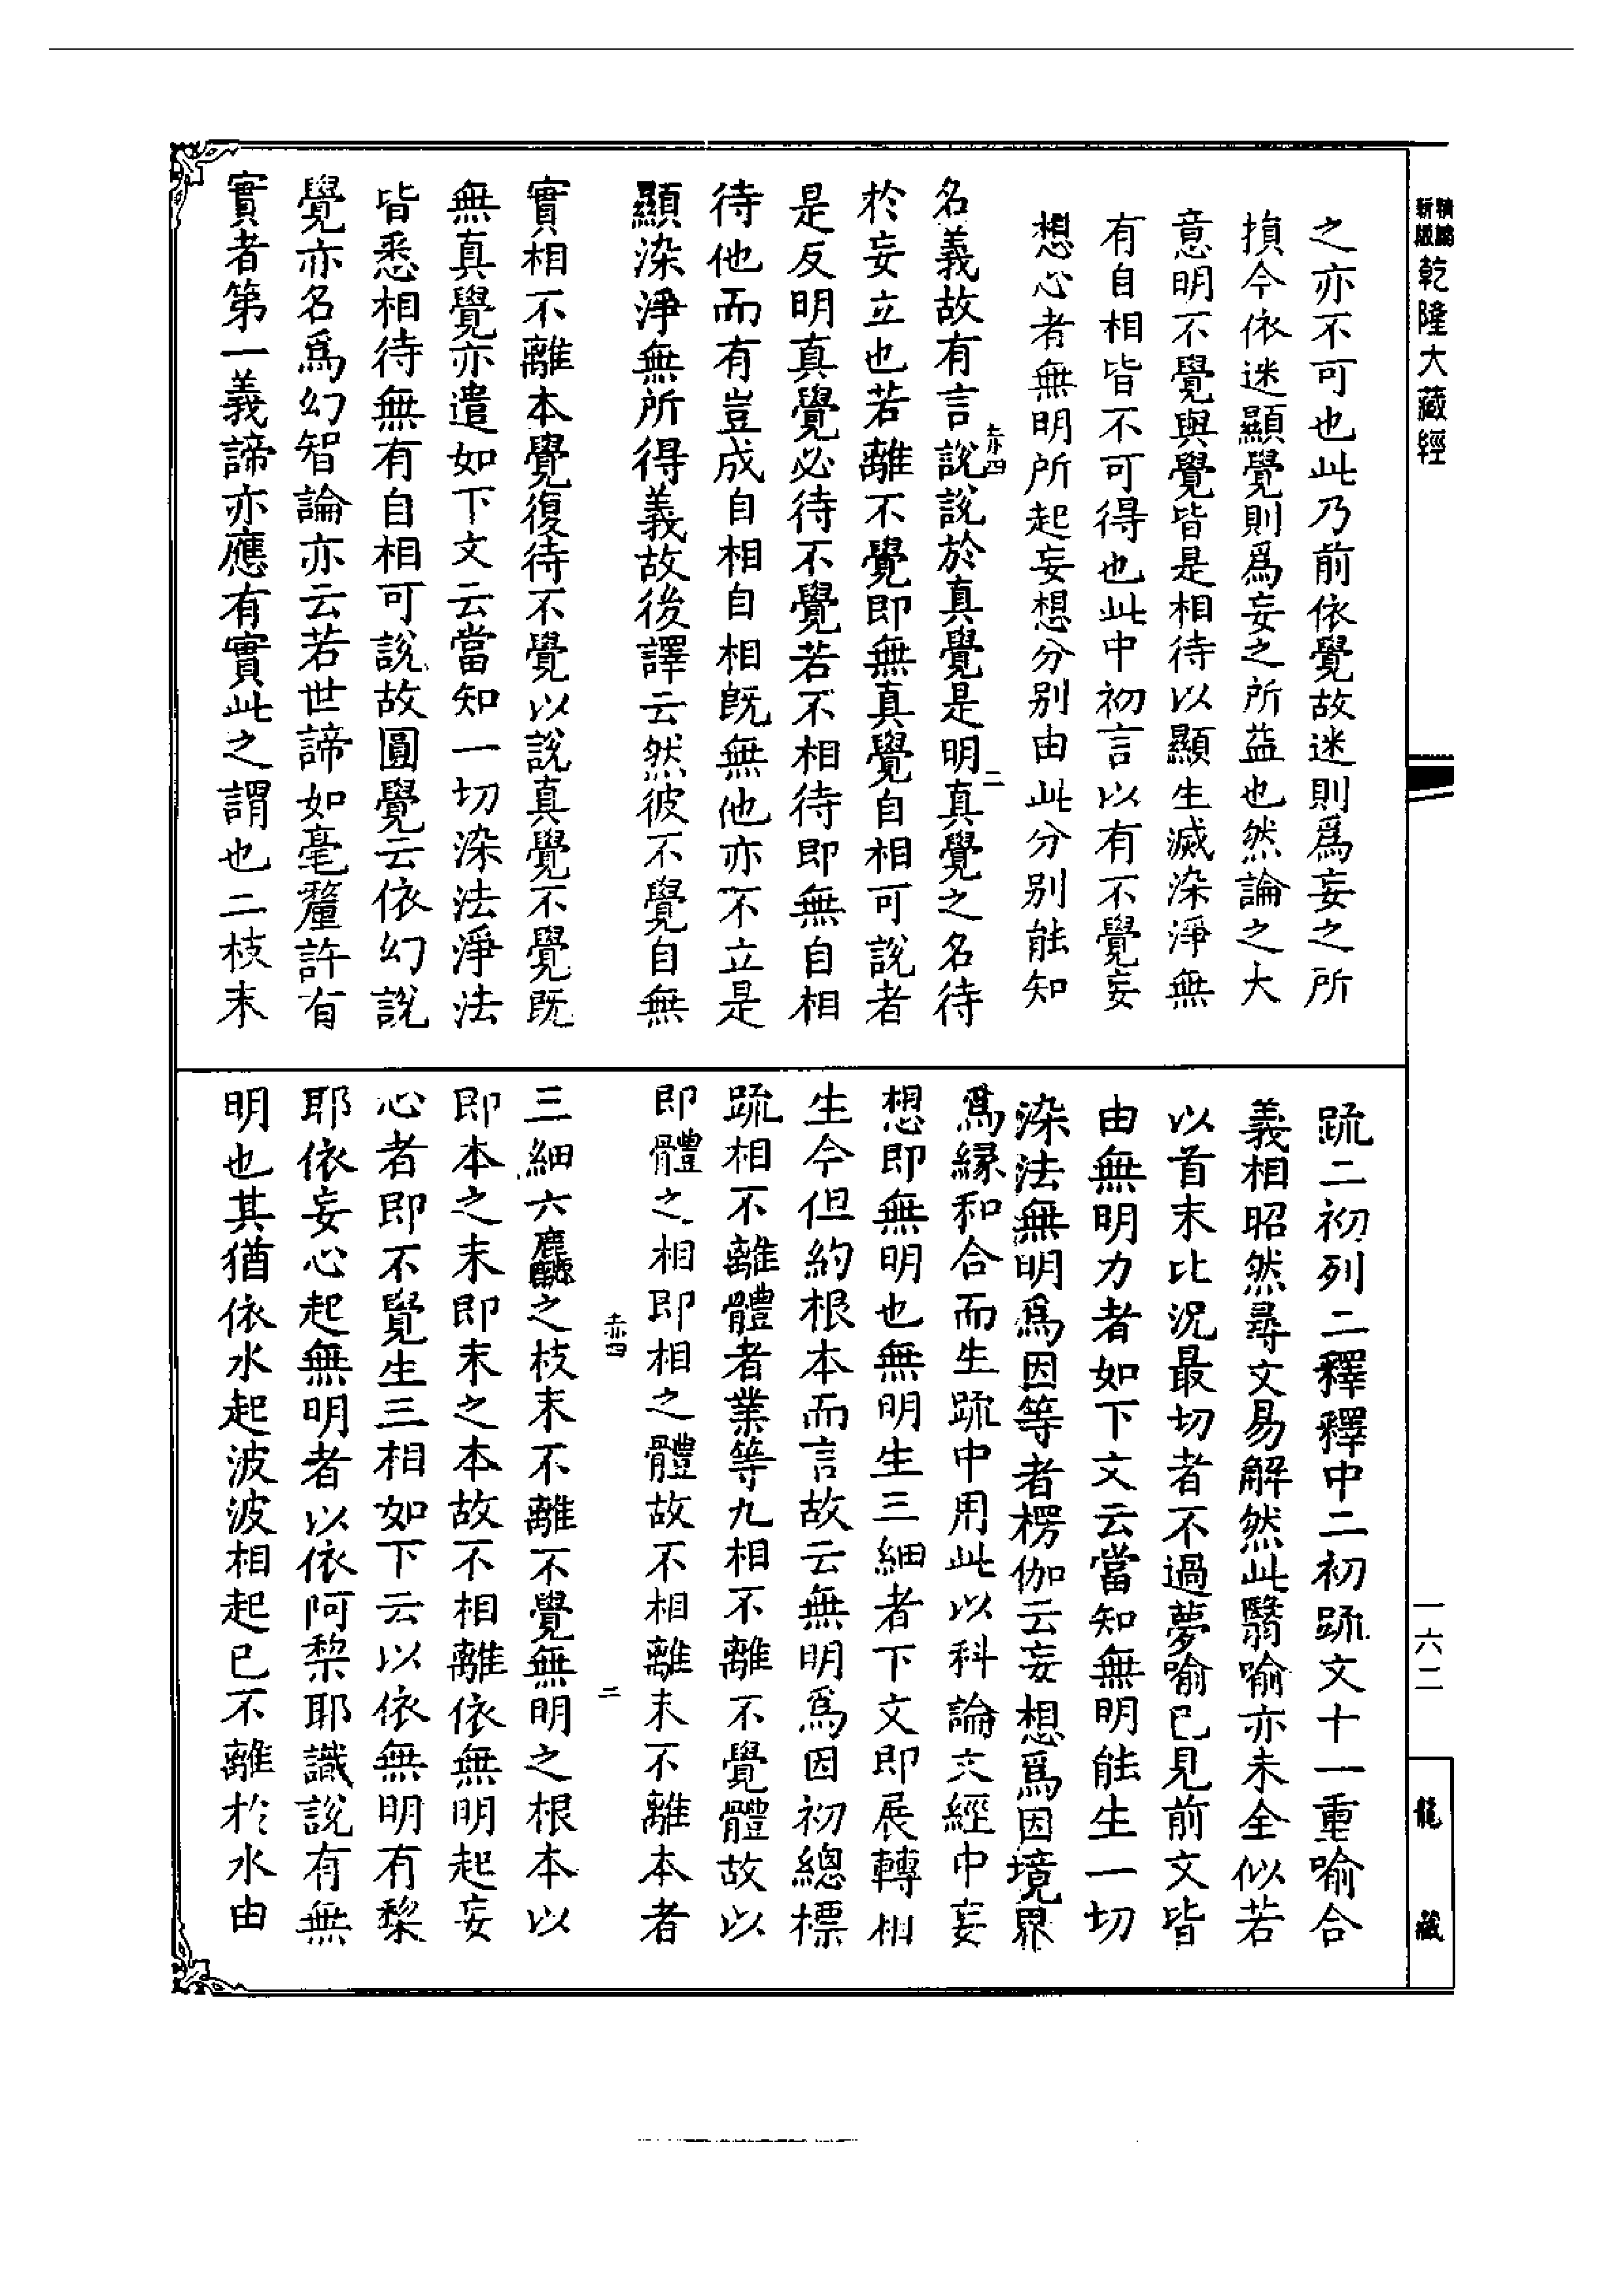 精鐫
新版
乾隆大藏經
一六二
龍藏
之亦不可也此乃前依覺故迷則爲妄之所
損今依迷顯覺則爲妄之所益也然論之大
意明不覺與覺皆是相待以顯生滅染淨無
有自相皆不可得也此中初言以有不覺妄
想心者無明所起妄想分別由此分別能知
名義故有言說說於真覺是明真覺之名待
赤四
二
於妄立也若離不覺即無真覺自相可說者
是反明真覺必待不覺若不相待即無自相
待他而有豈成自相自相旣無他亦不立是
顯染淨無所得義故後譯云然彼不覺自無
實相不離本覺復待不覺以說真覺不覺既
無真覺亦遣如下文云當知一切染法淨法
皆悉相待無有自相可說故圓覺云依幻說
覺亦名爲幻智論亦云若世諦如毫釐許有
實者第一義諦亦應有實此之謂也二枝末
疏二初列二釋釋中二初疏文十一重喻合
義相昭然尋文易解然此翳喻亦未全似若
以首末比況最切者不過夢喻已見前文皆
由無明力者如下文云當知無明能生一切
染法無明爲因等者楞伽云妄想爲因境界
爲緣和合而生疏中用此以科論文經中妄
想即無明也無明生三細者下文即展轉相
生今但約根本而言故云無明爲因初總標
疏相不離體者業等九相不離不覺體故以
即體之相即相之體故不相離末不離本者
赤四
二
三細六麤之枝末不離不覺無明之根本以
即本之末即末之本故不相離依無明起妄
心者即不覺生三相如下云以依無明有棃
耶依妄心起無明者以依阿棃耶識說有無
明也其猶依水起波波相起已不離於水由